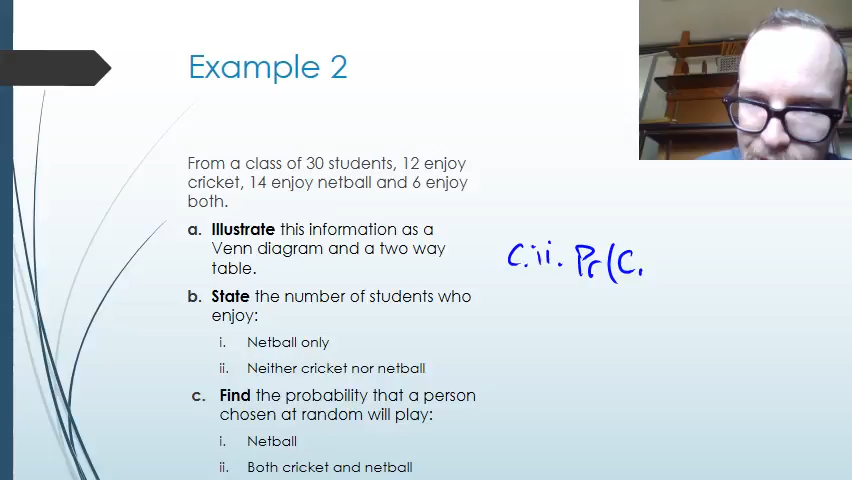 Example 2
From a class of 30 students, 12 enjoy
cricket, 14 enjoy netball and 6 enjoy
both.
a. Illustrate this information as a
Venn diagram and a two way
table.
b. State the number of students who
enjoy:
i. Netball only
ii. Neither cricket nor netball
c. Find the probability that a person
chosen at random will play:
i. Netball
ii. Both cricket and netball
c.ii. Pr(C.